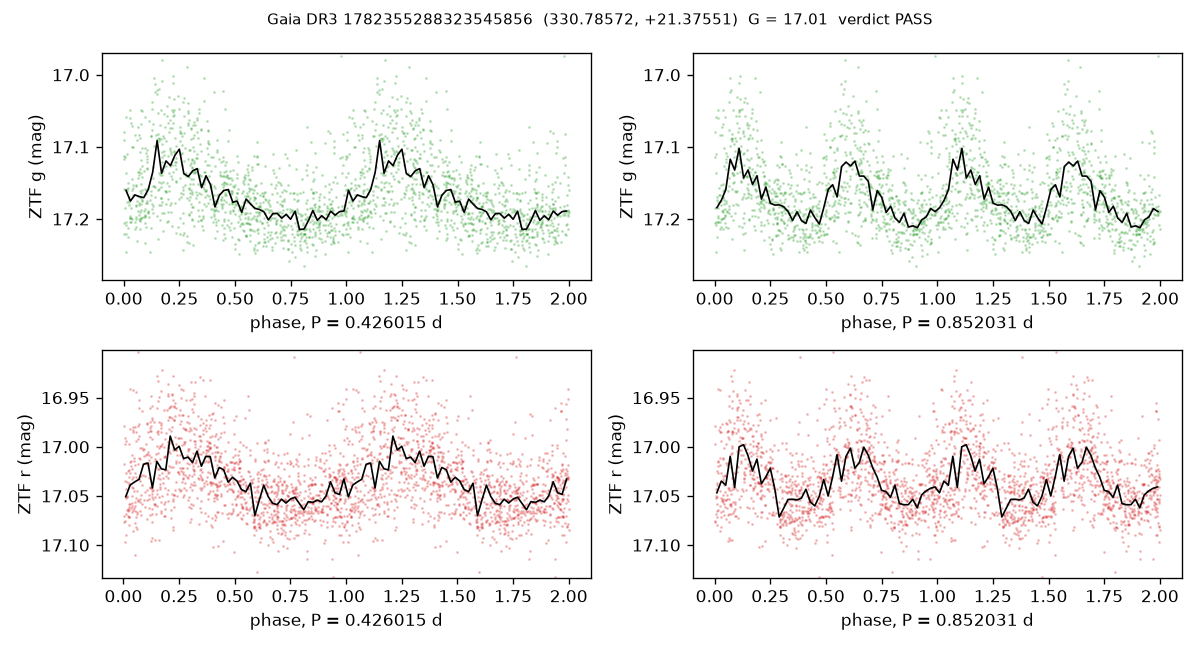 Gaia DR3 1782355288323545856 (330.78572, +21.37551) G = 17.01 verdict PASS
ZTF g (mag)
17.0
17.1
17.2
0.00 0.25 0.50 0.75 1.00 1.25 1.50 1.75 2.00
phase, P = 0.426015 d
ZTF g (mag)
17.0
17.1
17.2
0.00 0.25 0.50 0.75 1.00 1.25 1.50 1.75 2.00
phase, P = 0.852031 d
ZTF r (mag)
16.95
17.00
17.05
17.10
0.00 0.25 0.50 0.75 1.00 1.25 1.50 1.75 2.00
phase, P = 0.426015 d
ZTF r (mag)
16.95
17.00
17.05
17.10
0.00 0.25 0.50 0.75 1.00 1.25 1.50 1.75 2.00
phase, P = 0.852031 d